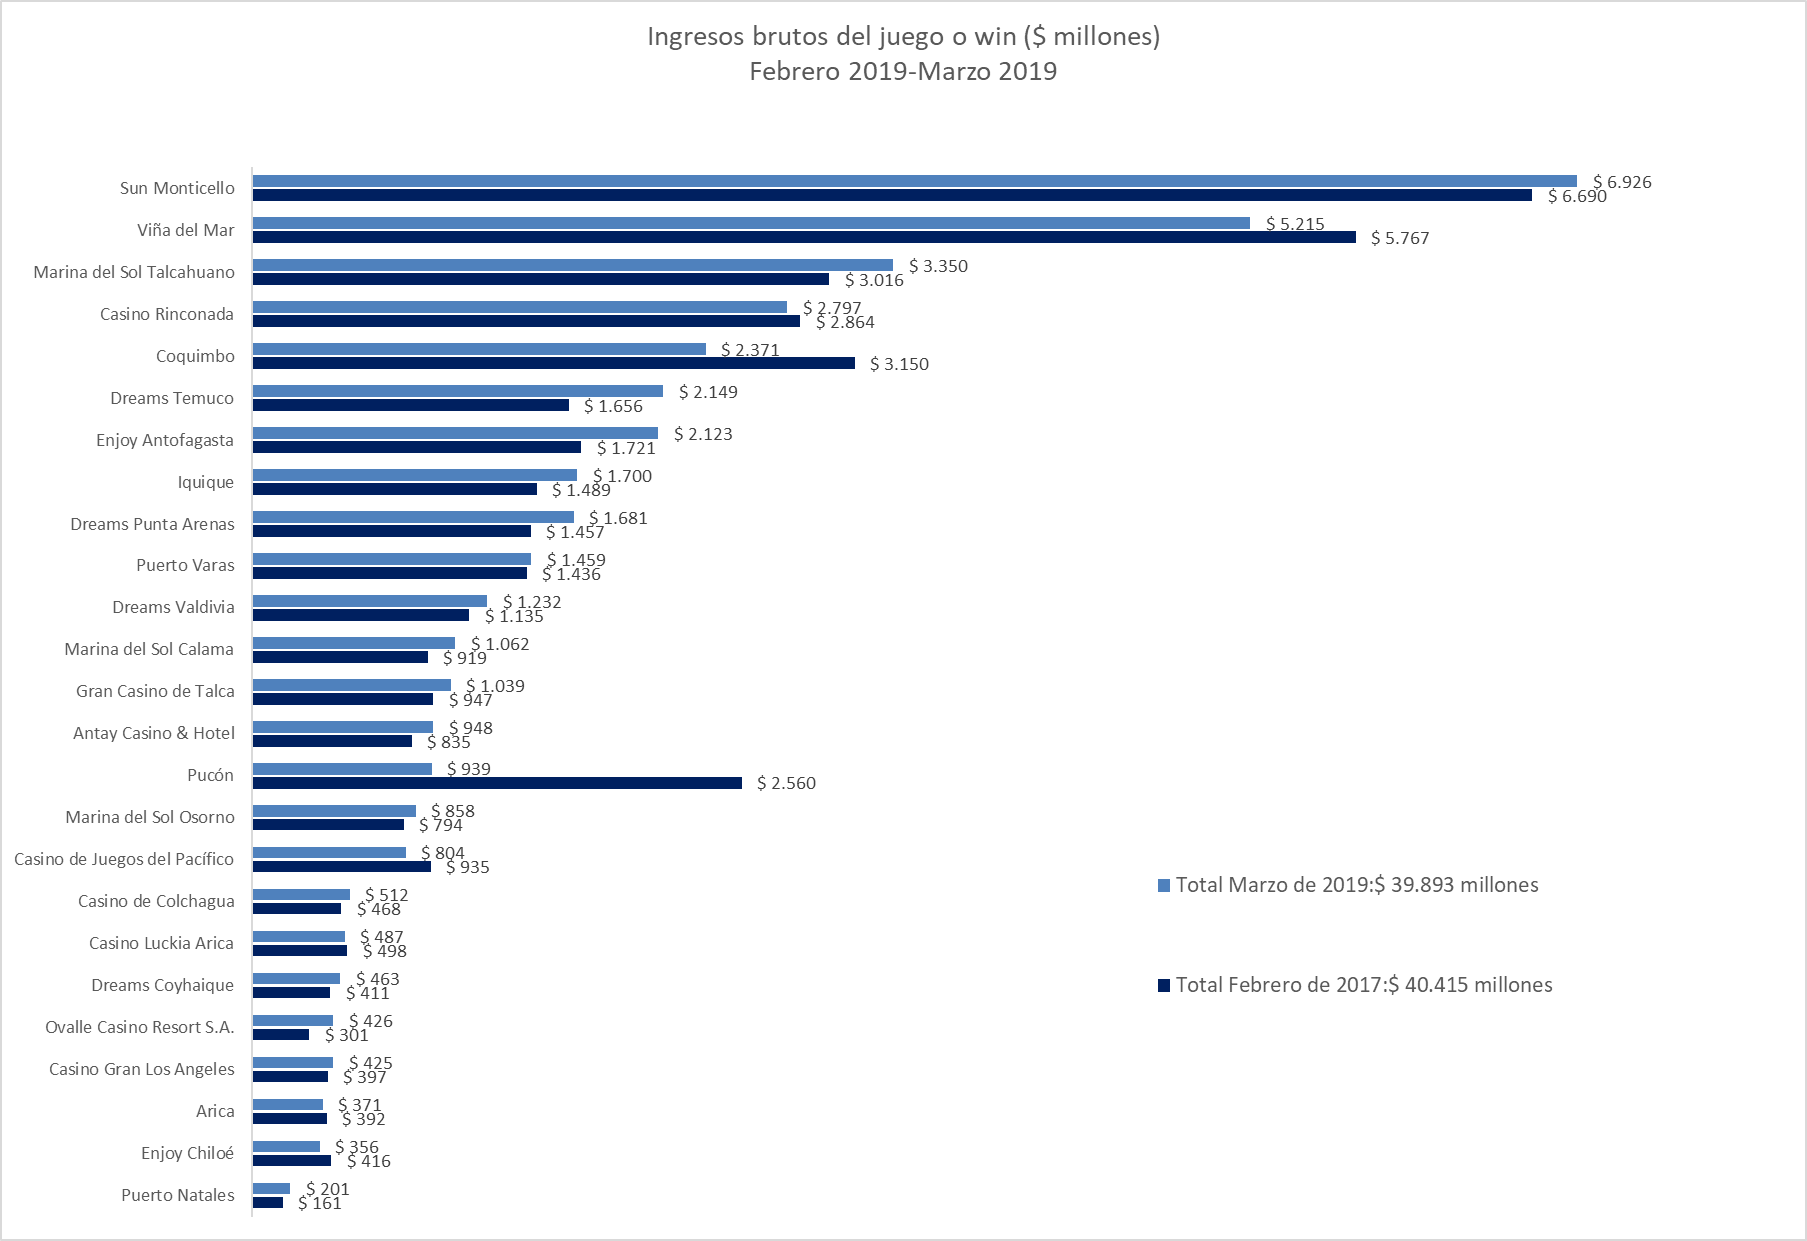 Ingresos brutos del juego o win ($ millones)
Febrero 2019-Marzo 2019
Sun Monticello
$ 6.926
$ 6.690
Viña del Mar
$ 5.215
$ 5.767
Marina del Sol Talcahuano
$ 3.350
$ 3.016
Casino Rinconada
$ 2.797
$ 2.864
Coquimbo
$ 2.371
$ 3.150
Dreams Temuco
$ 2.149
$ 1.656
Enjoy Antofagasta
$ 2.123
$ 1.721
Iquique
$ 1.700
$ 1.489
Dreams Punta Arenas
$ 1.681
$ 1.457
Puerto Varas
$ 1.459
$ 1.436
Dreams Valdivia
$ 1.232
$ 1.135
Marina del Sol Calama
$ 1.062
$ 919
Gran Casino de Talca
$ 1.039
$ 947
Antay Casino & Hotel
$ 948
$ 835
Pucón
$ 939
$ 2.560
Marina del Sol Osorno
$ 858
$ 794
Casino de Juegos del Pacífico
$ 804
$ 935
Casino de Colchagua
$ 512
$ 468
Casino Luckia Arica
$ 487
$ 498
Dreams Coyhaique
$ 463
$ 411
Ovalle Casino Resort S.A.
$ 426
$ 301
Casino Gran Los Angeles
$ 425
$ 397
Arica
$ 371
$ 392
Enjoy Chiloé
$ 356
$ 416
Puerto Natales
$ 201
$ 161
Total Marzo de 2019:$ 39.893 millones
Total Febrero de 2017:$ 40.415 millones